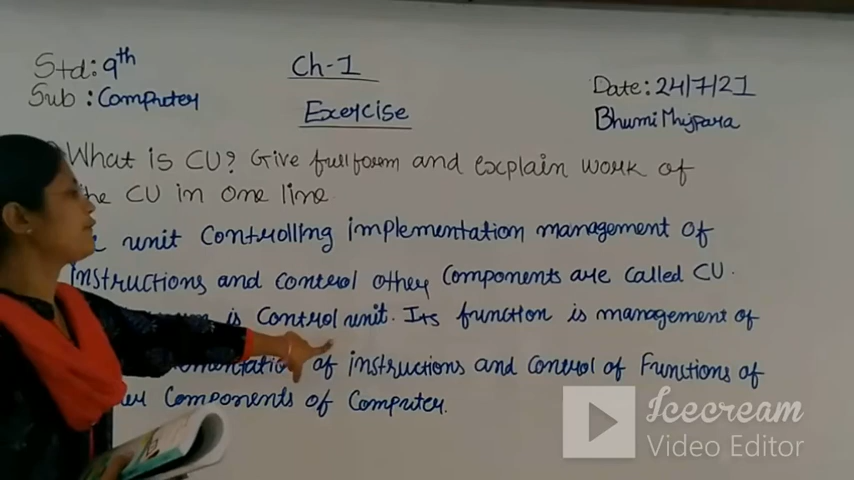 Std: 9th
Sub: Computer
Ch-1
Exercise
Date: 24/7/21
Bhumi
What is CU? Give fullform and explain work of
the CU in one line
unit controlling implementation management of
instructions and control other components are called CU.
is Control unit. Its function is management of
of instructions and control of Functions of
Components of Computer.
Icecream
Video Editor